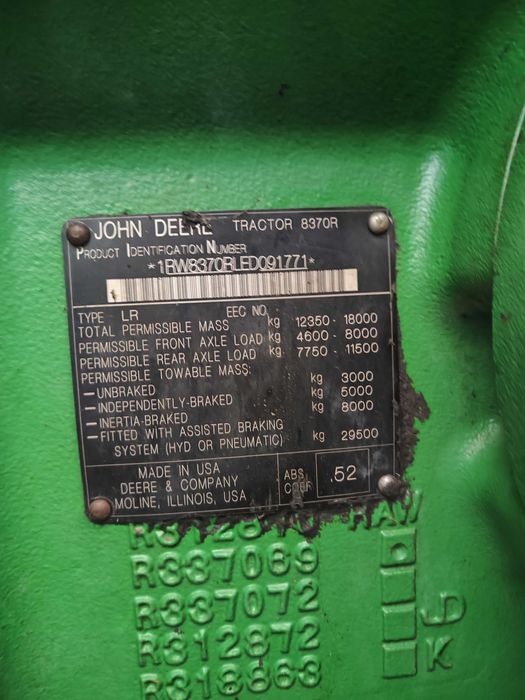 JOHN DEERE TRACTOR 8370R
PRODUCT IDENTIFICATION NUMBER
*1RW8370RLED091771*
TYPE LR EEC NO.
TOTAL PERMISSIBLE MASS kg 12350 - 18000
PERMISSIBLE FRONT AXLE LOAD kg 4600 - 8000
PERMISSIBLE REAR AXLE LOAD kg 7750 - 11500
PERMISSIBLE TOWABLE MASS:
—UNBRAKED kg 3000
—INDEPENDENTLY-BRAKED kg 5000
—INERTIA-BRAKED kg 8000
—FITTED WITH ASSISTED BRAKING
SYSTEM (HYD OR PNEUMATIC) kg 29500
MADE IN USA
DEERE & COMPANY
MOLINE, ILLINOIS, USA
ABS.
COEF .52
HAW
R337069
R337072
R312872
R318863
JD
K